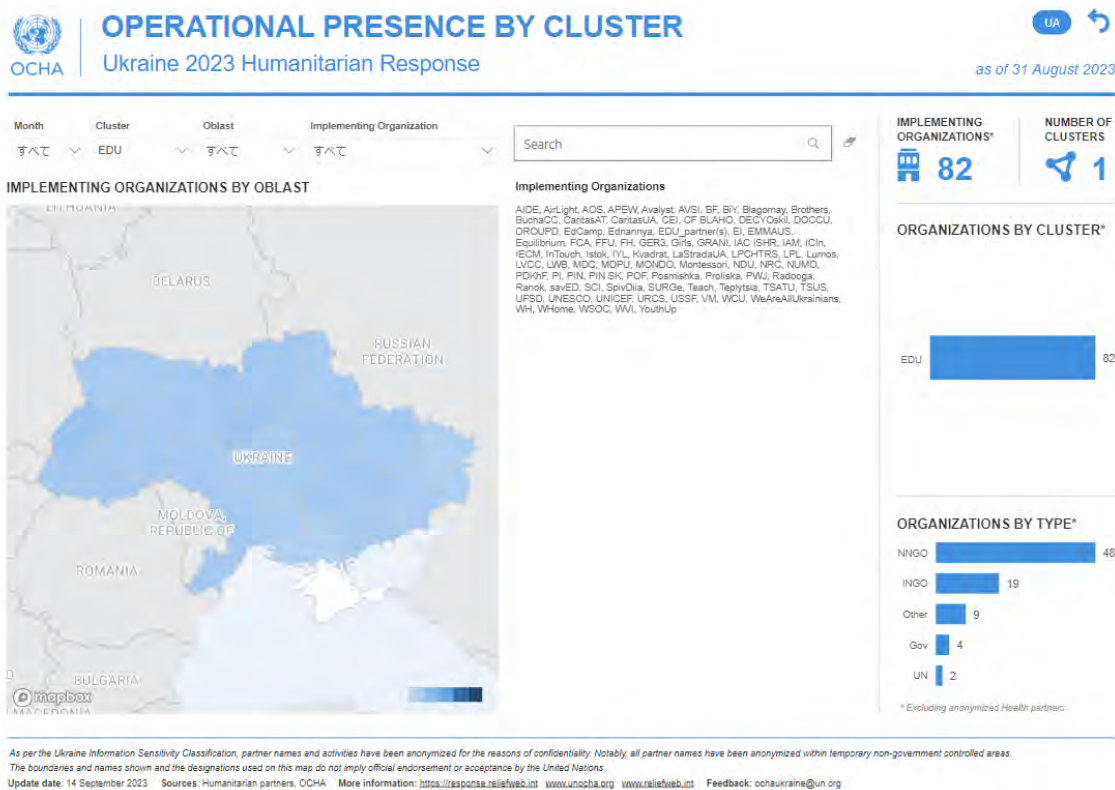 OCHA
OPERATIONAL PRESENCE BY CLUSTER
Ukraine 2023 Humanitarian Response
UA
as of 31 August 2023
Month
すべて
Cluster
EDU
Oblast
すべて
Implementing Organization
すべて
Search
IMPLEMENTING ORGANIZATIONS*
82
NUMBER OF CLUSTERS
1
IMPLEMENTING ORGANIZATIONS BY OBLAST
LITHUANIA
BELARUS
RUSSIAN
FEDERATION
UKRAINE
MOLDOVA,
REPUBLIC OF
ROMANIA
BULGARIA
MACEDONIA
mapbox
Implementing Organizations
AIDE, AirLight, AOS, APEW, Avalyst, AVSI, BF, BiY, Blagomay, Brothers,
BuchaCC, CaritasAT, CaritasUA, CEI, CF BLAHO, DECYOskil, DOCCU,
DROUPD, EdCamp, Ednannya, EDU_partner(s), EI, EMMAUS,
Equilibrium, FCA, FFU, FH, GER3, Girls, GRANI, IAC ISHR, IAM, ICIn,
IECM, InTouch, Istok, IYL, Kvadrat, LaStradaUA, LPCHTRS, LPL, Lumos,
LVCC, LWB, MDC, MDPU, MONDO, Montessori, NDU, NRC, NUMO,
PDKhF, PI, PIN, PIN SK, POF, Posmishka, Proliska, PWJ, Radooga,
Ranok, savED, SCI, SpivDiia, SURGe, Teach, Teplytsia, TSATU, TSUS,
UFSD, UNESCO, UNICEF, URCS, USSF, VM, WCU, WeAreAllUkrainians,
WH, WHome, WSOC, WVI, YouthUp
ORGANIZATIONS BY CLUSTER*
EDU 82
ORGANIZATIONS BY TYPE*
NNGO 48
INGO 19
Other 9
Gov 4
UN 2
* Excluding anonymized Health partners
As per the Ukraine Information Sensitivity Classification, partner names and activities have been anonymized for the reasons of confidentiality. Notably, all partner names have been anonymized within temporary non-government controlled areas.
The boundaries and names shown and the designations used on this map do not imply official endorsement or acceptance by the United Nations
Update date: 14 September 2023 Sources: Humanitarian partners, OCHA More information: https://response.reliefweb.int www.unocha.org www.reliefweb.int Feedback: ochaukraine@un.org